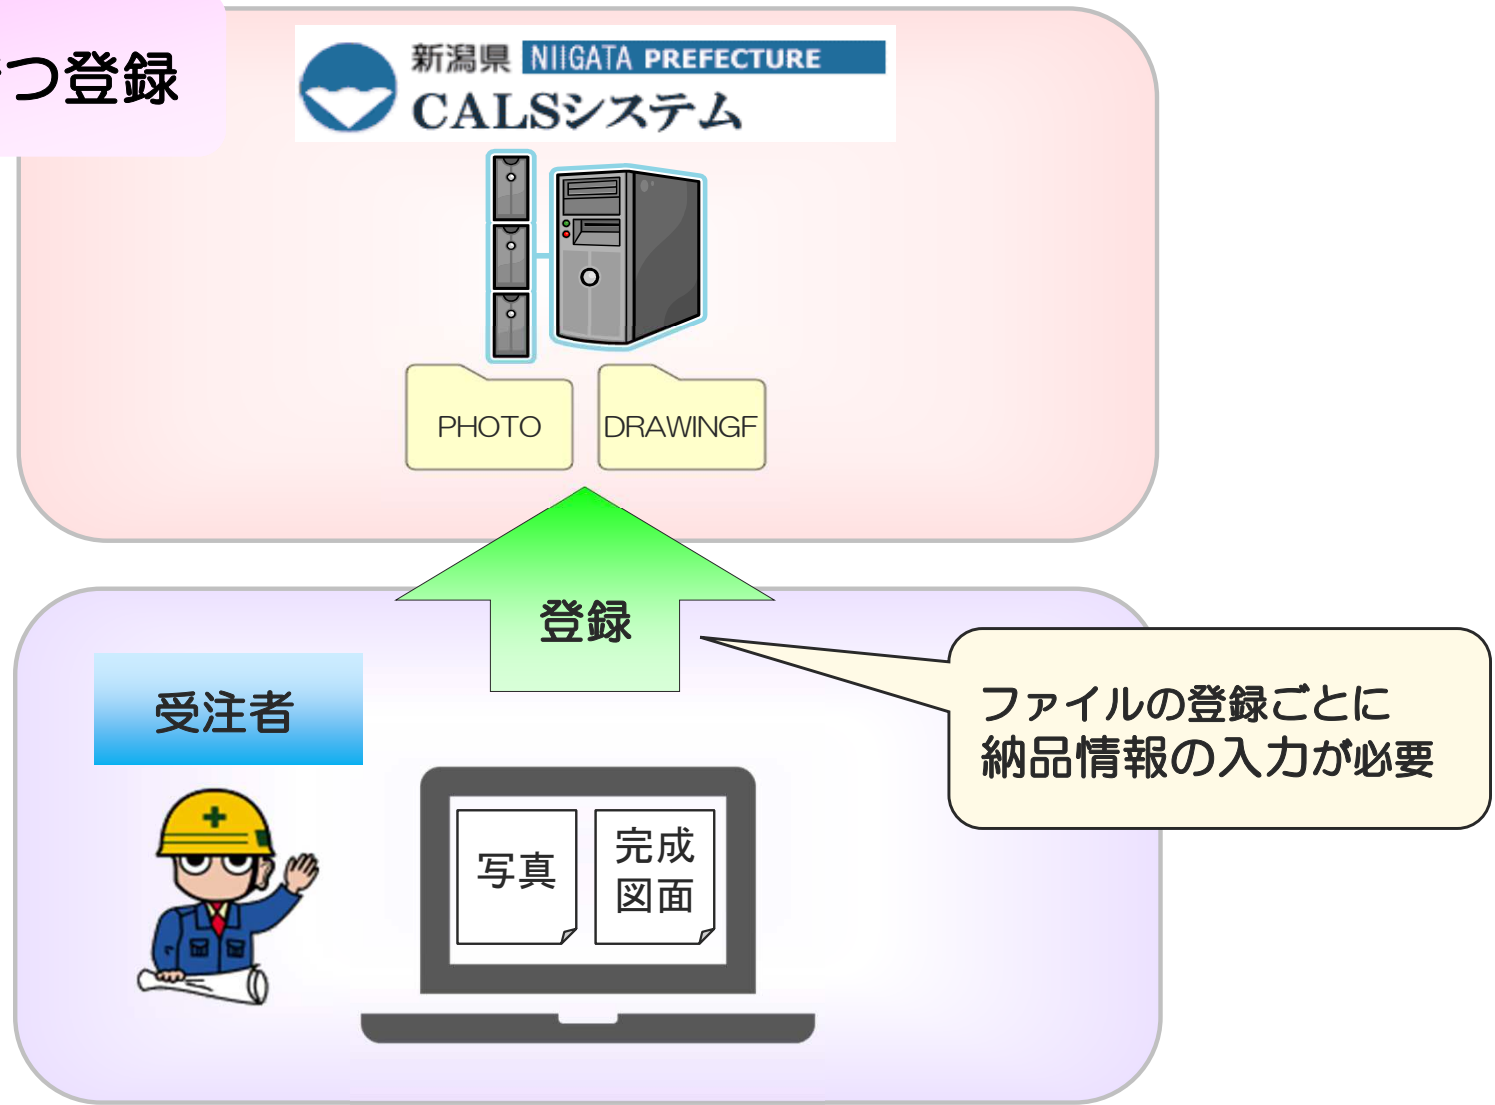 つ登録
新潟県 NIIGATA PREFECTURE
CALSシステム
PHOTO
DRAWINGF
登録
受注者
ファイルの登録ごとに
納品情報の入力が必要
写真
完成
図面